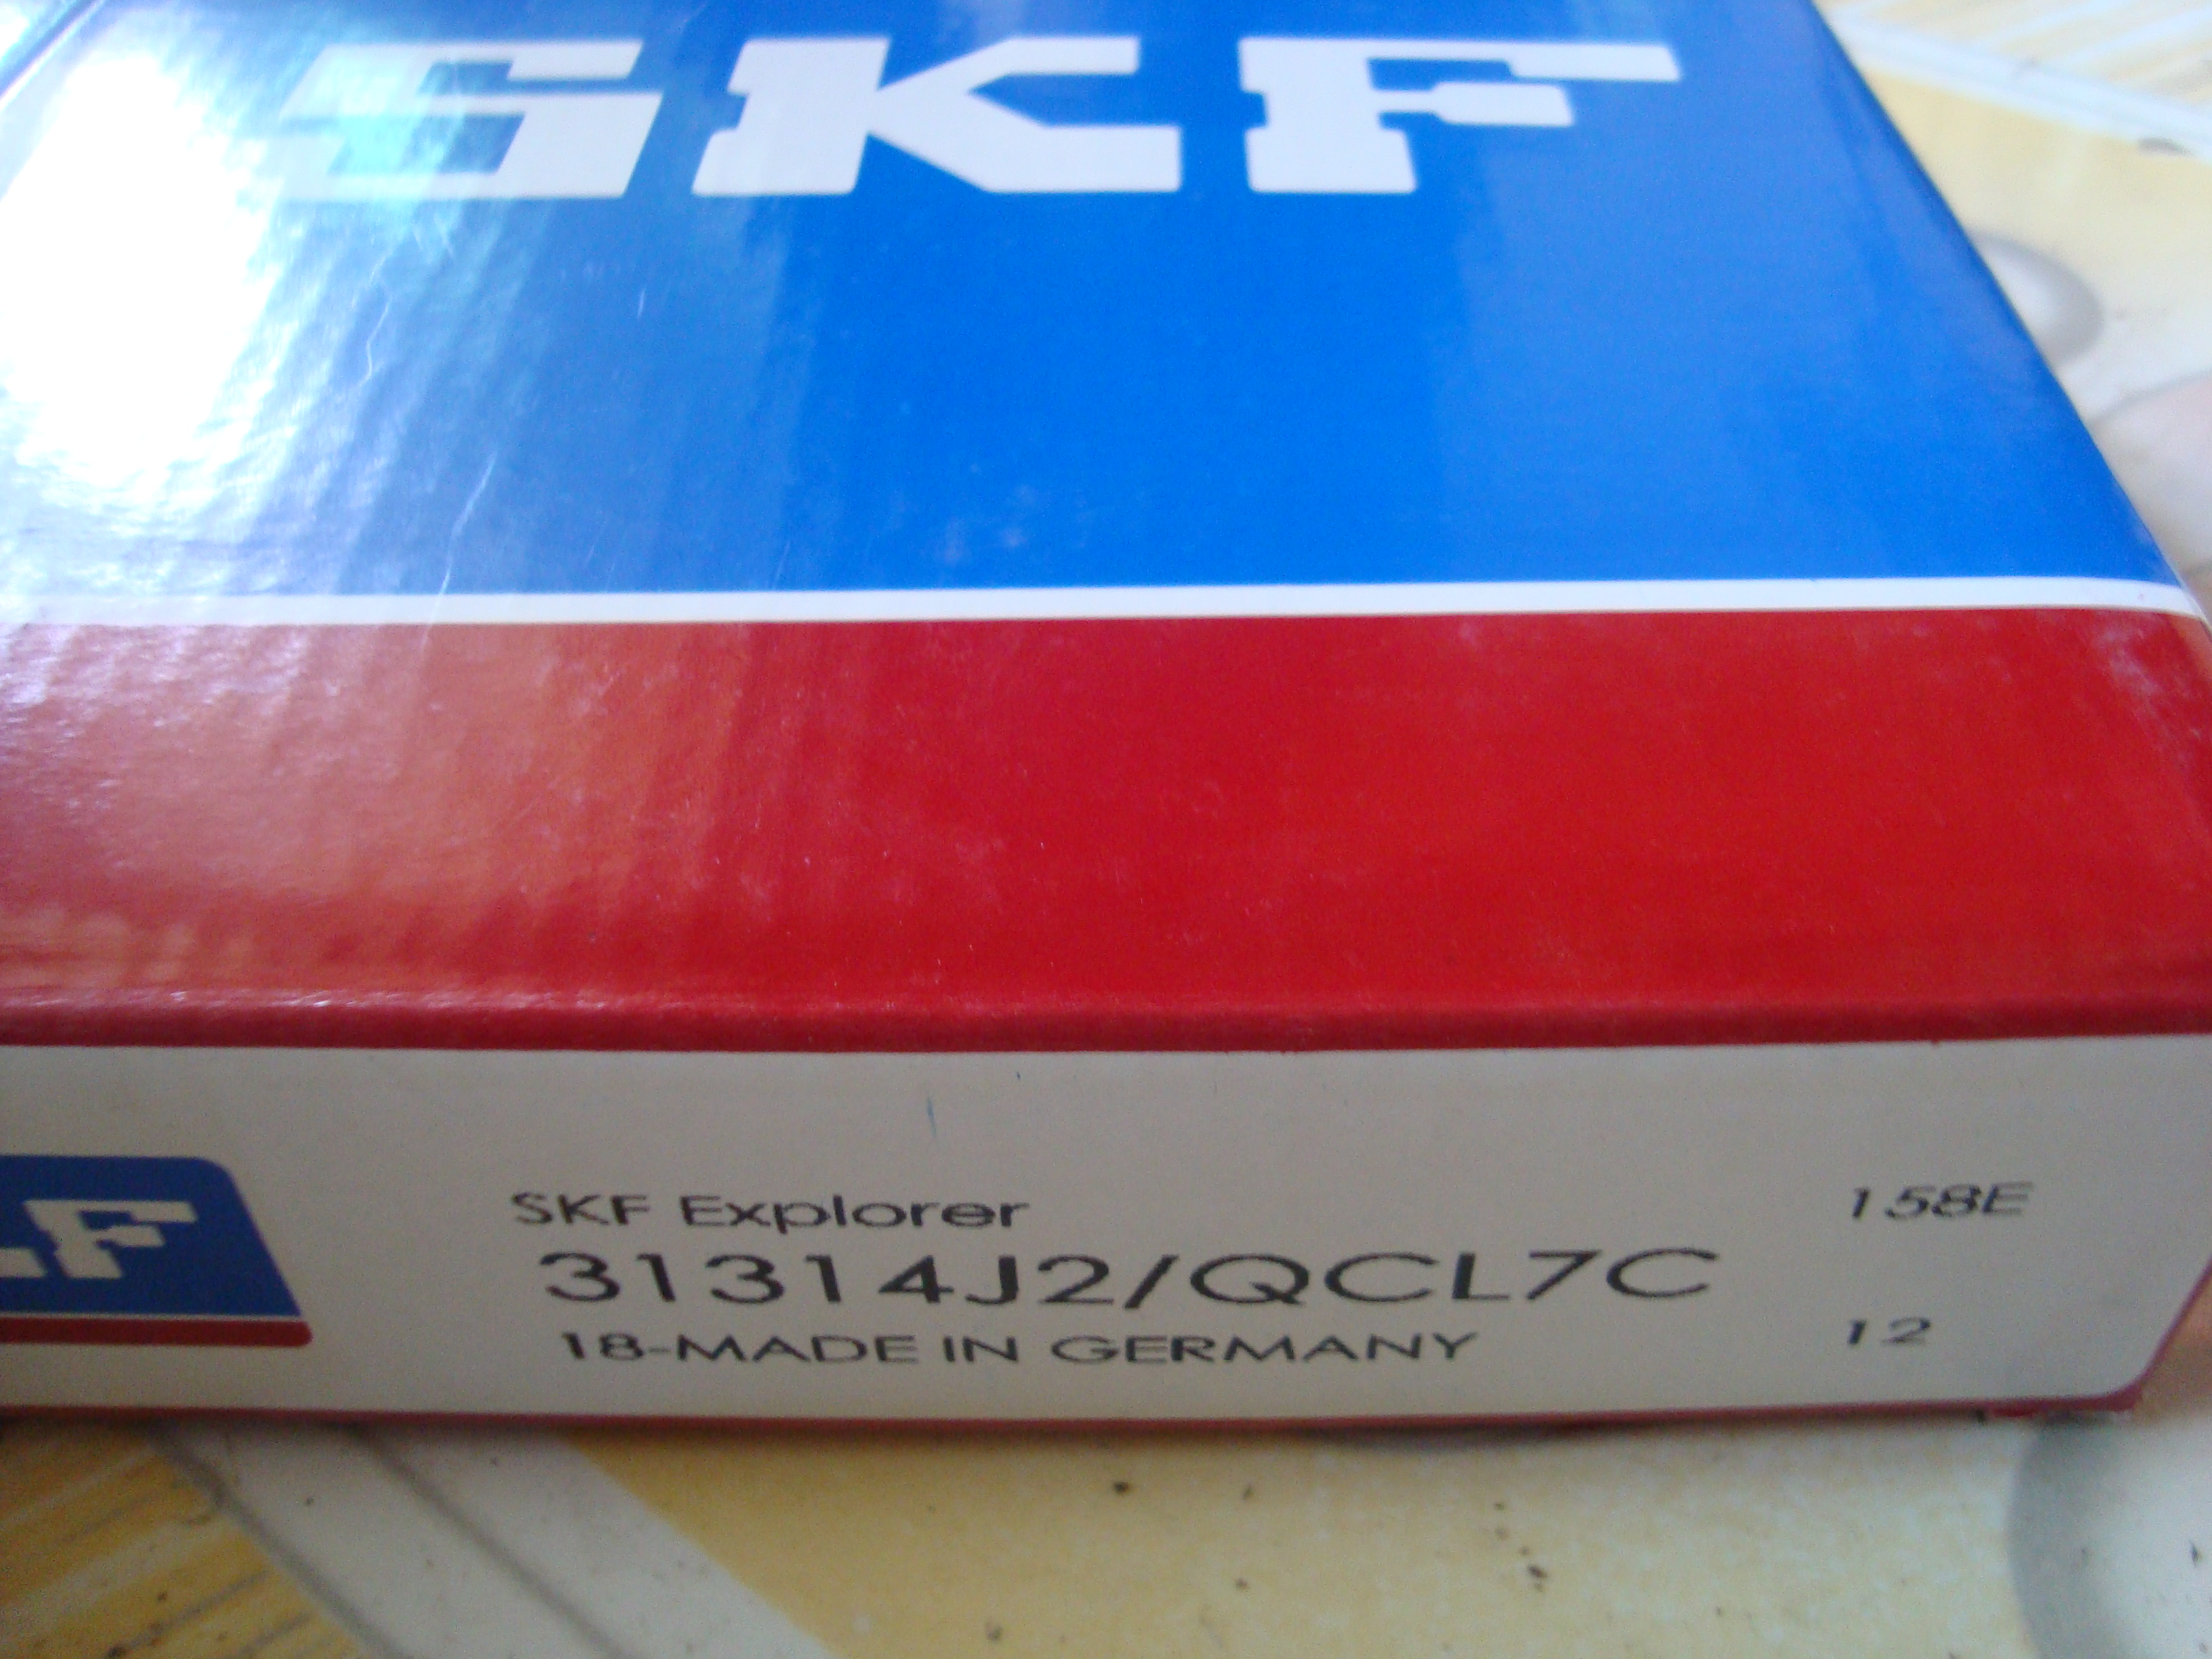 SKF
SKF Explorer
158E
31314J2/QCL7C
18-MADE IN GERMANY
12